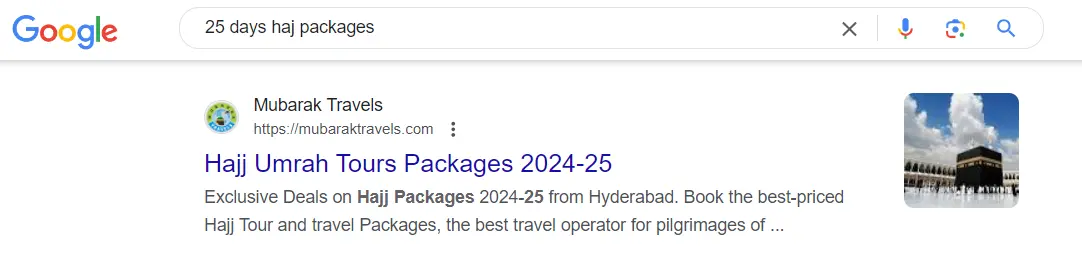 Google
25 days haj packages
Mubarak Travels
https://mubaraktravels.com
Hajj Umrah Tours Packages 2024-25
Exclusive Deals on Hajj Packages 2024-25 from Hyderabad. Book the best-priced
Hajj Tour and travel Packages, the best travel operator for pilgrimages of ...